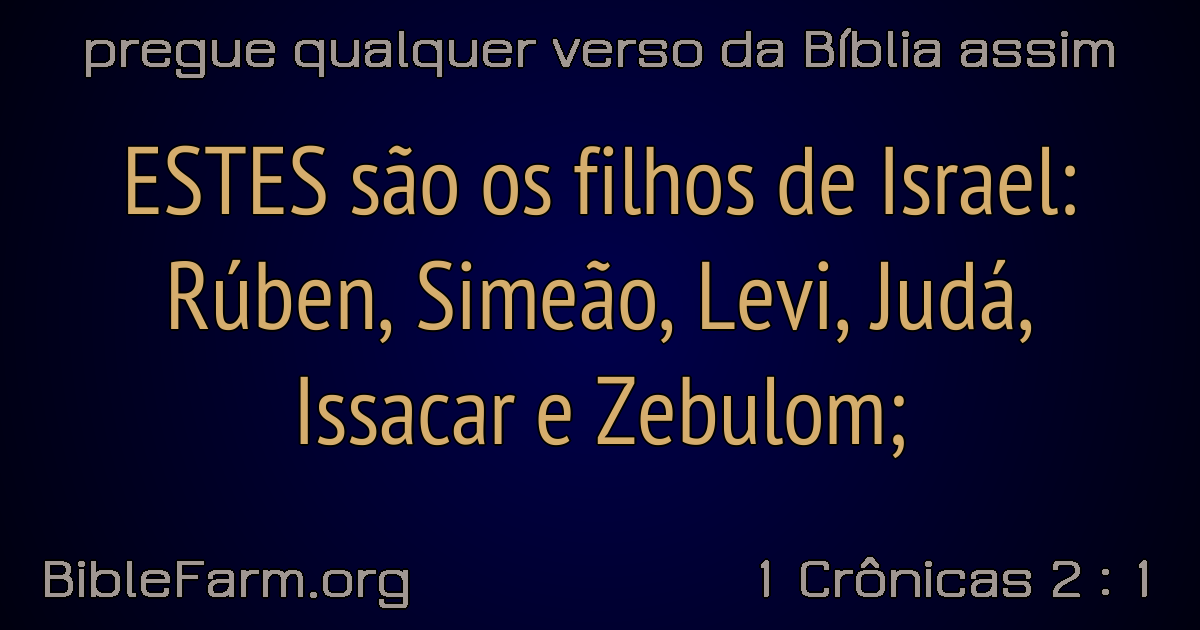 pregue qualquer verso da Bíblia assim
ESTES são os filhos de Israel:
Rúben, Simeão, Levi, Judá,
Issacar e Zebulom;
BibleFarm.org
1 Crônicas 2 : 1